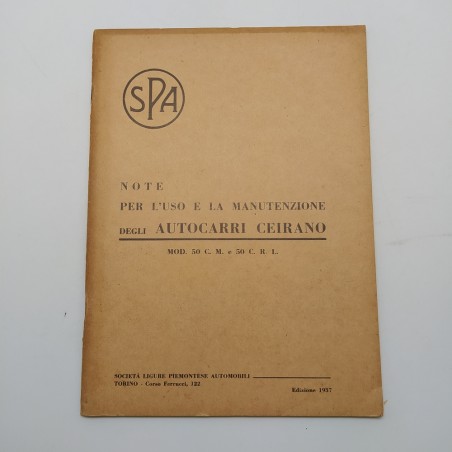 SPA
NOTE
PER L'USO E LA MANUTENZIONE
DEGLI AUTOCARRI CEIRANO
MOD. 50 C. M. e 50 C. R. L.
SOCIETÀ LIGURE PIEMONTESE AUTOMOBILI
TORINO - Corso Ferrucci, 122
Edizione 1937